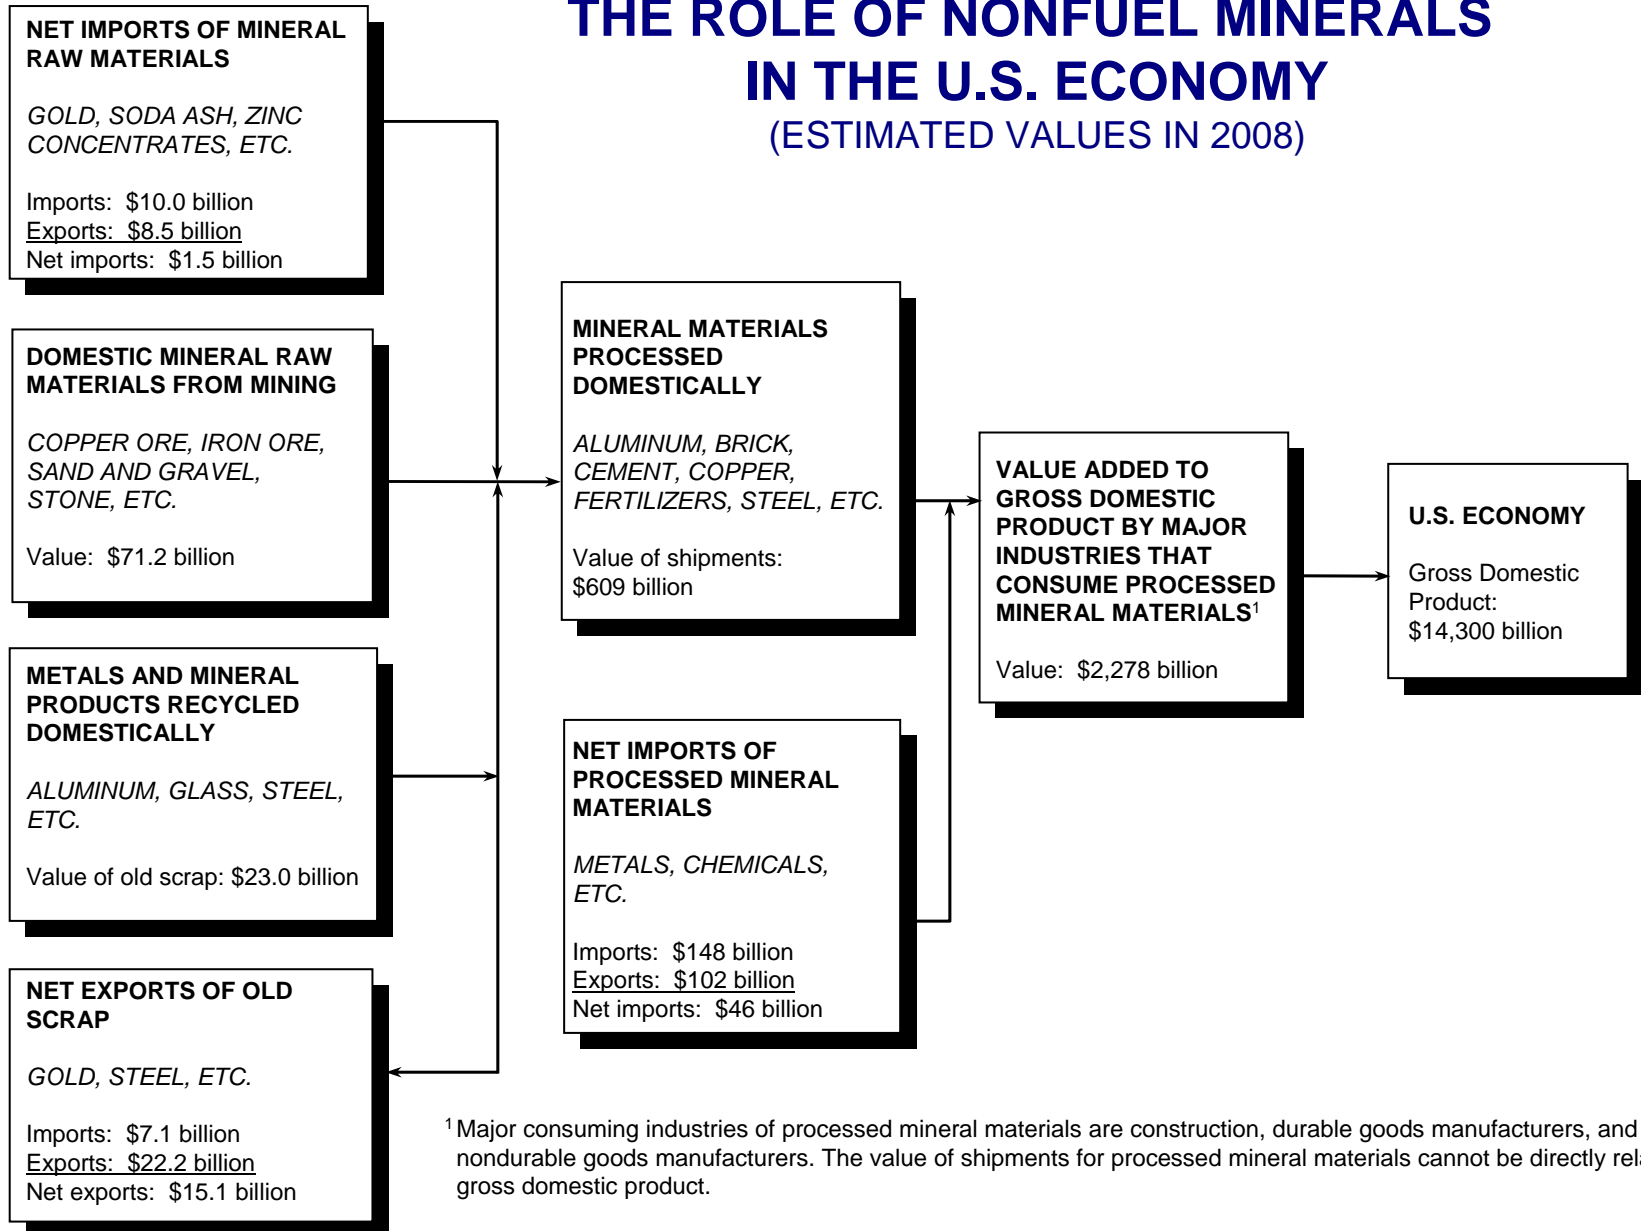 THE ROLE OF NONFUEL MINERALS
IN THE U.S. ECONOMY
(ESTIMATED VALUES IN 2008)
NET IMPORTS OF MINERAL
RAW MATERIALS
GOLD, SODA ASH, ZINC
CONCENTRATES, ETC.
Imports: $10.0 billion
Exports: $8.5 billion
Net imports: $1.5 billion
DOMESTIC MINERAL RAW
MATERIALS FROM MINING
COPPER ORE, IRON ORE,
SAND AND GRAVEL,
STONE, ETC.
Value: $71.2 billion
METALS AND MINERAL
PRODUCTS RECYCLED
DOMESTICALLY
ALUMINUM, GLASS, STEEL,
ETC.
Value of old scrap: $23.0 billion
NET EXPORTS OF OLD
SCRAP
GOLD, STEEL, ETC.
Imports: $7.1 billion
Exports: $22.2 billion
Net exports: $15.1 billion
MINERAL MATERIALS
PROCESSED
DOMESTICALLY
ALUMINUM, BRICK,
CEMENT, COPPER,
FERTILIZERS, STEEL, ETC.
Value of shipments:
$609 billion
NET IMPORTS OF
PROCESSED MINERAL
MATERIALS
METALS, CHEMICALS,
ETC.
Imports: $148 billion
Exports: $102 billion
Net imports: $46 billion
VALUE ADDED TO
GROSS DOMESTIC
PRODUCT BY MAJOR
INDUSTRIES THAT
CONSUME PROCESSED
MINERAL MATERIALS¹
Value: $2,278 billion
U.S. ECONOMY
Gross Domestic
Product:
$14,300 billion
¹ Major consuming industries of processed mineral materials are construction, durable goods manufacturers, and
nondurable goods manufacturers. The value of shipments for processed mineral materials cannot be directly
gross domestic product.